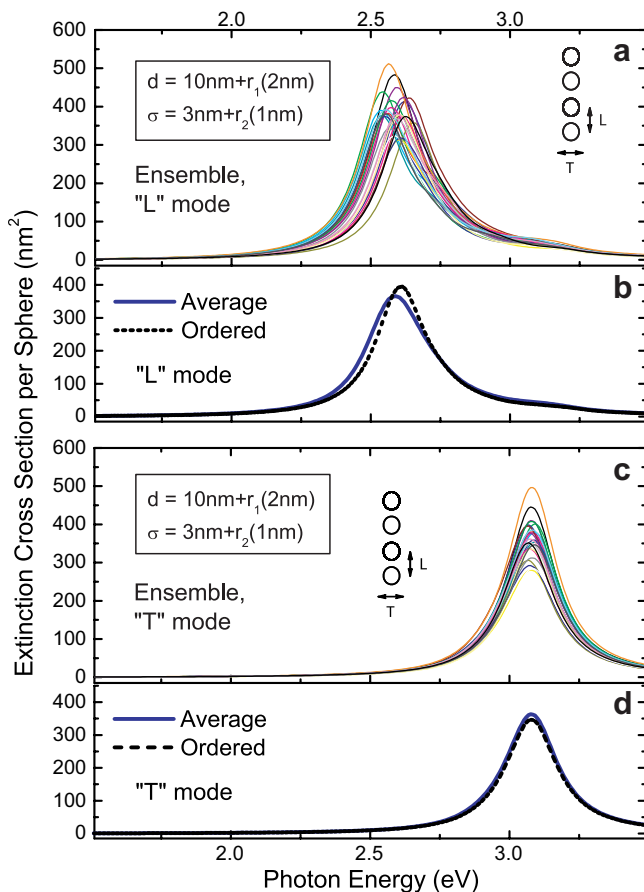 2.0 2.5 3.0
600
500
400
300
200
100
0
a
d = 10nm+r₁(2nm)
σ = 3nm+r₂(1nm)
Ensemble,
"L" mode
L
T
400
300
200
100
0
b
Average
Ordered
"L" mode
600
500
400
300
200
100
0
c
d = 10nm+r₁(2nm)
σ = 3nm+r₂(1nm)
Ensemble,
"T" mode
L
T
400
300
200
100
0
d
Average
Ordered
"T" mode
2.0 2.5 3.0
Photon Energy (eV)
Extinction Cross Section per Sphere (nm²)